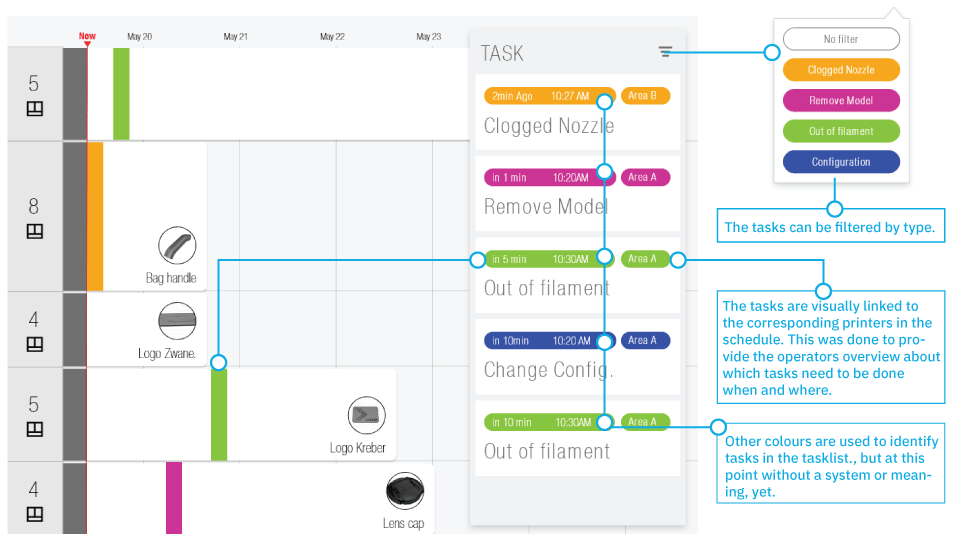 Now
May 20
May 21
May 22
May 23
5
8
Bag handle
4
Logo Zwane.
5
Logo Kreber
4
Lens cap
TASK
2min Ago 10:27 AM Area B
Clogged Nozzle
in 1 min 10:20AM Area A
Remove Model
in 5 min 10:30AM Area A
Out of filament
in 10min 10:20 AM Area A
Change Config.
in 10 min 10:30AM Area A
Out of filament
No filter
Clogged Nozzle
Remove Model
Out of filament
Configuration
The tasks can be filtered by type.
The tasks are visually linked to
the corresponding printers in the
schedule. This was done to pro-
vide the operators overview about
which tasks need to be done
when and where.
Other colours are used to identify
tasks in the tasklist., but at this
point without a system or mean-
ing, yet.